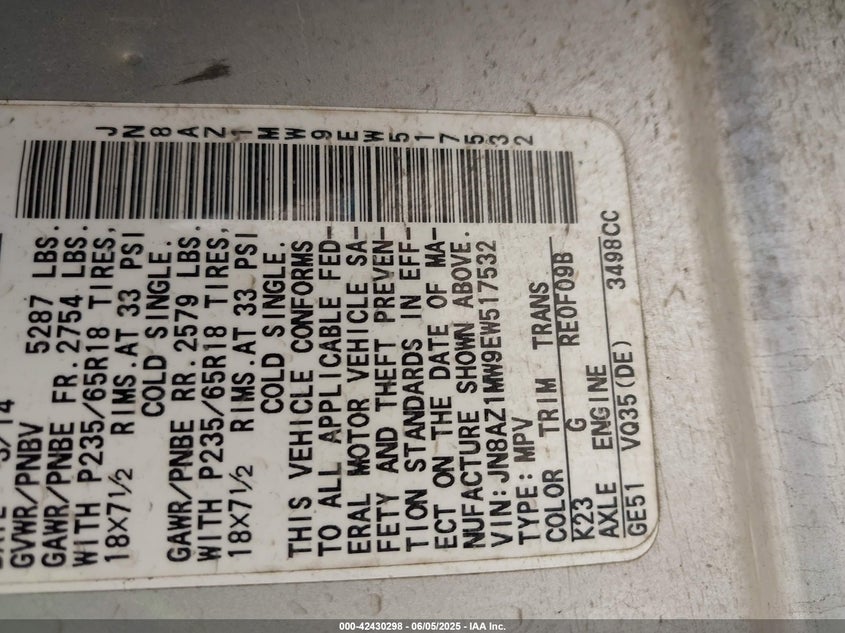 5287 LBS.
GVWR/PNBV
GAWR/PNBE FR. 2754 LBS.
WITH P235/65R18 TIRES,
18X7½ RIMS.AT 33 PSI
COLD SINGLE.
GAWR/PNBE RR. 2579 LBS.
WITH P235/65R18 TIRES,
18X7½ RIMS.AT 33 PSI
COLD SINGLE.
THIS VEHICLE CONFORMS
TO ALL APPLICABLE FED-
ERAL MOTOR VEHICLE SA-
FETY AND THEFT PREVEN-
TION STANDARDS IN EFF-
ECT ON THE DATE OF MA-
NUFACTURE SHOWN ABOVE.
VIN:JN8AZ1MW9EW517532
TYPE:MPV
COLOR TRIM TRANS
K23 G RE0F09B
AXLE ENGINE
GE51 VQ35(DE) 3498CC
JN8AZ1MW9EW517532
000-42430298 - 06/05/2025 - IAA Inc.